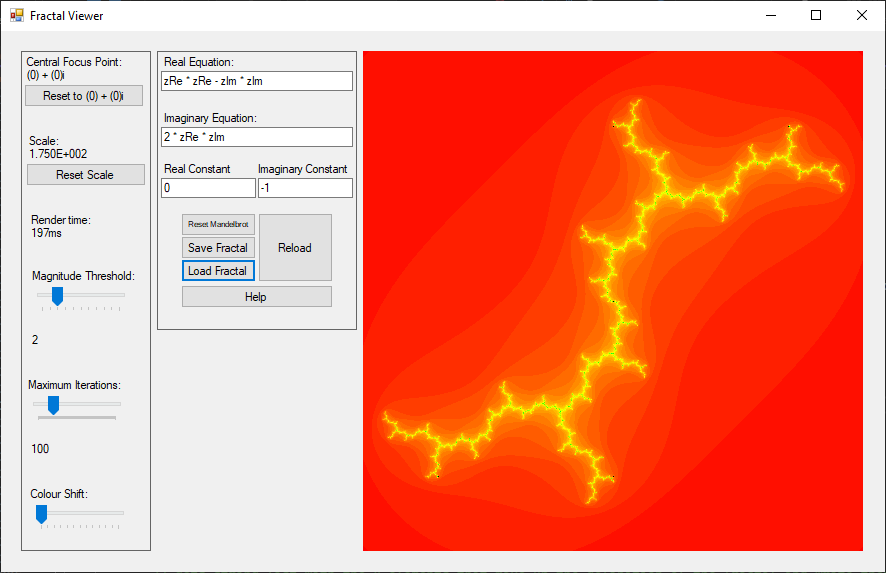 Fractal Viewer
Central Focus Point:
(0) + (0)i
Reset to (0) + (0)i
Scale:
1.750E+002
Reset Scale
Render time:
197ms
Magnitude Threshold:
2
Maximum Iterations:
100
Colour Shift:
Real Equation:
zRe * zRe - zIm * zIm
Imaginary Equation:
2 * zRe * zIm
Real Constant Imaginary Constant
0 -1
Reset Mandelbrot
Save Fractal
Load Fractal
Reload
Help